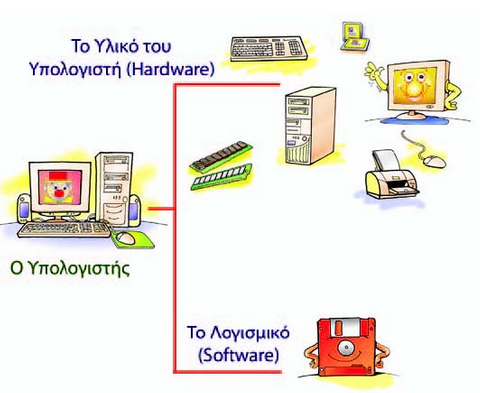 Το Υλικό του
Υπολογιστή (Hardware)
Ο Υπολογιστής
Το Λογισμικό
(Software)